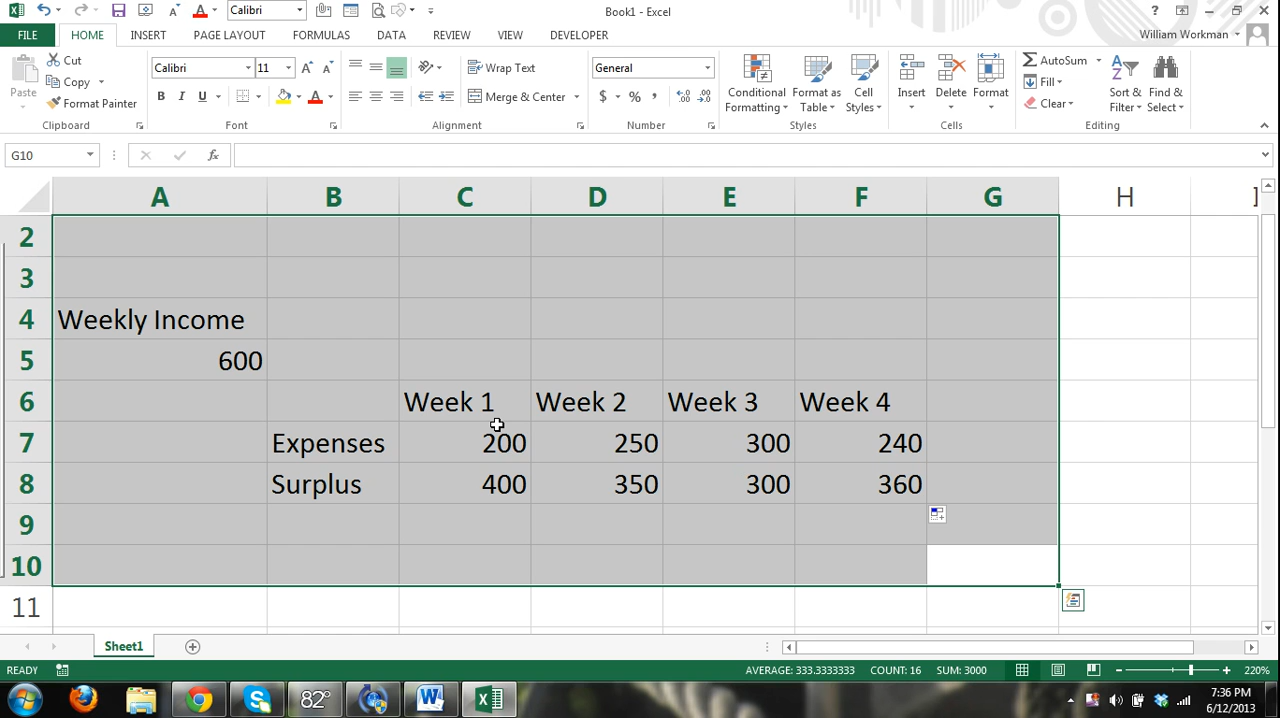 Calibri
Book1 - Excel
?
FILE
HOME
INSERT
PAGE LAYOUT
FORMULAS
DATA
REVIEW
VIEW
DEVELOPER
William Workman
Paste
Cut
Copy
Format Painter
Clipboard
Calibri
11
B I U
Font
Wrap Text
Merge & Center
Alignment
General
$ % ,
Number
Conditional Formatting
Format as Table
Cell Styles
Styles
Insert
Delete
Format
Cells
AutoSum
Fill
Clear
Sort & Filter
Find & Select
Editing
G10
fx
A B C D E F G H I
2
3
4 Weekly Income
5 600
6 Week 1 Week 2 Week 3 Week 4
7 Expenses 200 250 300 240
8 Surplus 400 350 300 360
9
10
11
Sheet1
READY
AVERAGE: 333.3333333 COUNT: 16 SUM: 3000
220%
82°
7:36 PM
6/12/2013